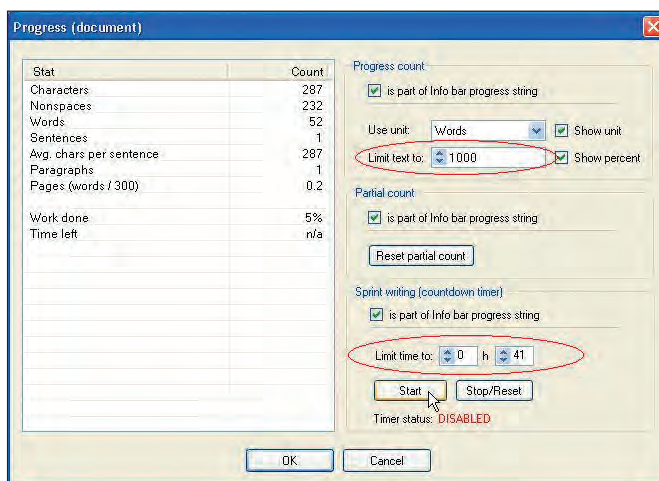 Progress (document)
Stat Count
Characters 287
Nonspaces 232
Words 52
Sentences 1
Avg. chars per sentence 287
Paragraphs 1
Pages (words / 300) 0.2
Work done 5%
Time left n/a
Progress count
is part of Info bar progress string
Use unit: Words Show unit
Limit text to: 1000 Show percent
Partial count
is part of Info bar progress string
Reset partial count
Sprint writing (countdown timer)
is part of Info bar progress string
Limit time to: 0 h 41
Start Stop/Reset
Timer status: DISABLED
OK Cancel